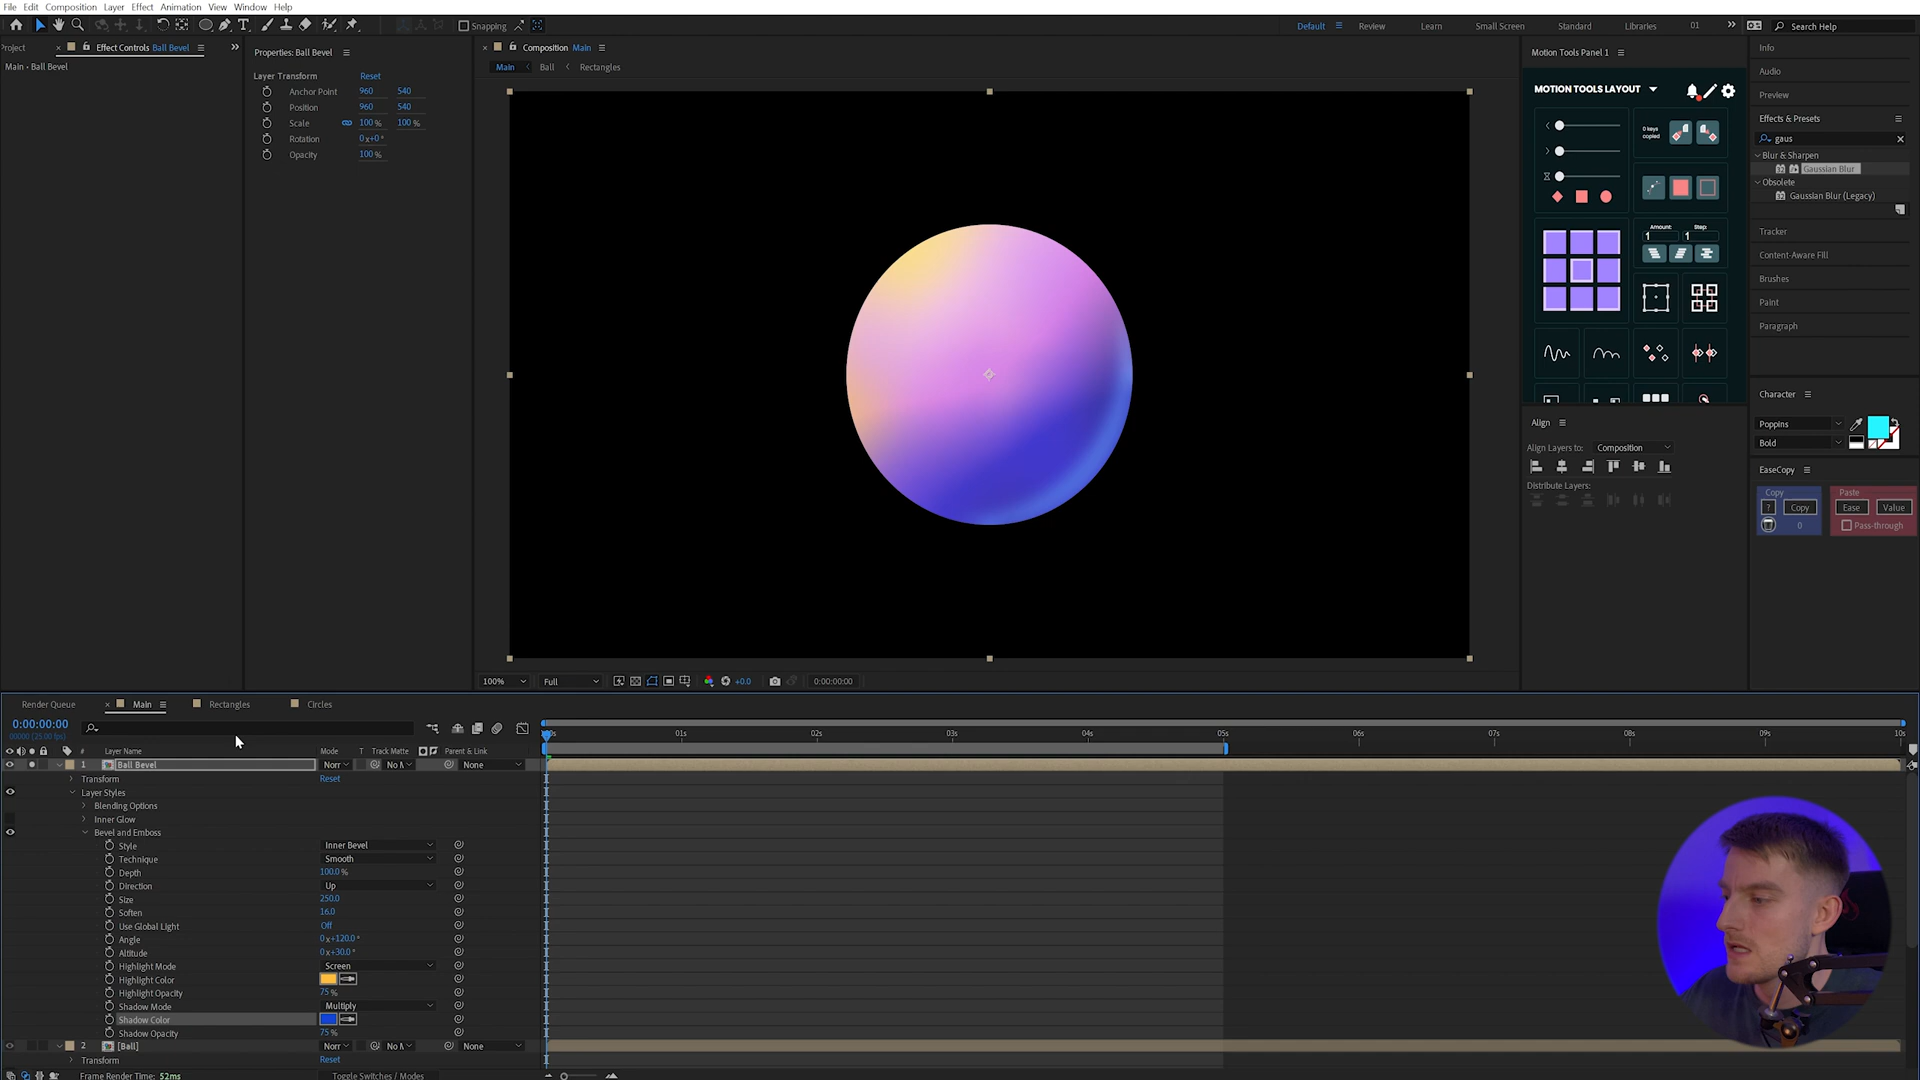 File Edit Composition Layer Effect Animation View Window Help
Snapping
Default Review Learn Small Screen Standard Libraries 01
Search Help
roject Effect Controls Ball Bevel
Main • Ball Bevel
Properties: Ball Bevel
Layer Transform Reset
Anchor Point 960 540
Position 960 540
Scale 100 % 100 %
Rotation 0 x+0 °
Opacity 100 %
Composition Main
Main Ball Rectangles
100% Full +0.0 0:00:00:00
Motion Tools Panel 1
MOTION TOOLS LAYOUT
0 keys
copied
Amount: Step:
1 1
Align
Align Layers to: Composition
Distribute Layers:
Info
Audio
Preview
Effects & Presets
gaus
Blur & Sharpen
Gaussian Blur
Obsolete
Gaussian Blur (Legacy)
Tracker
Content-Aware Fill
Brushes
Paint
Paragraph
Character
Poppins
Bold
EaseCopy
Copy Paste
? Copy Ease Value
0 Pass-through
Render Queue Main Rectangles Circles
0:00:00:00
00000 (25.00 fps)
01s 02s 03s 04s 05s 06s 07s 08s 09s 10s
# Layer Name Mode T Track Matte Parent & Link
1 Ball Bevel Norr No M None
Transform Reset
Layer Styles
Blending Options
Inner Glow
Bevel and Emboss
Style Inner Bevel
Technique Smooth
Depth 100.0 %
Direction Up
Size 250.0
Soften 16.0
Use Global Light Off
Angle 0 x+120.0 °
Altitude 0 x+30.0 °
Highlight Mode Screen
Highlight Color
Highlight Opacity 75 %
Shadow Mode Multiply
Shadow Color
Shadow Opacity 75 %
2 [Ball] Norr No M None
Transform Reset
Frame Render Time: 52ms Toggle Switches / Modes